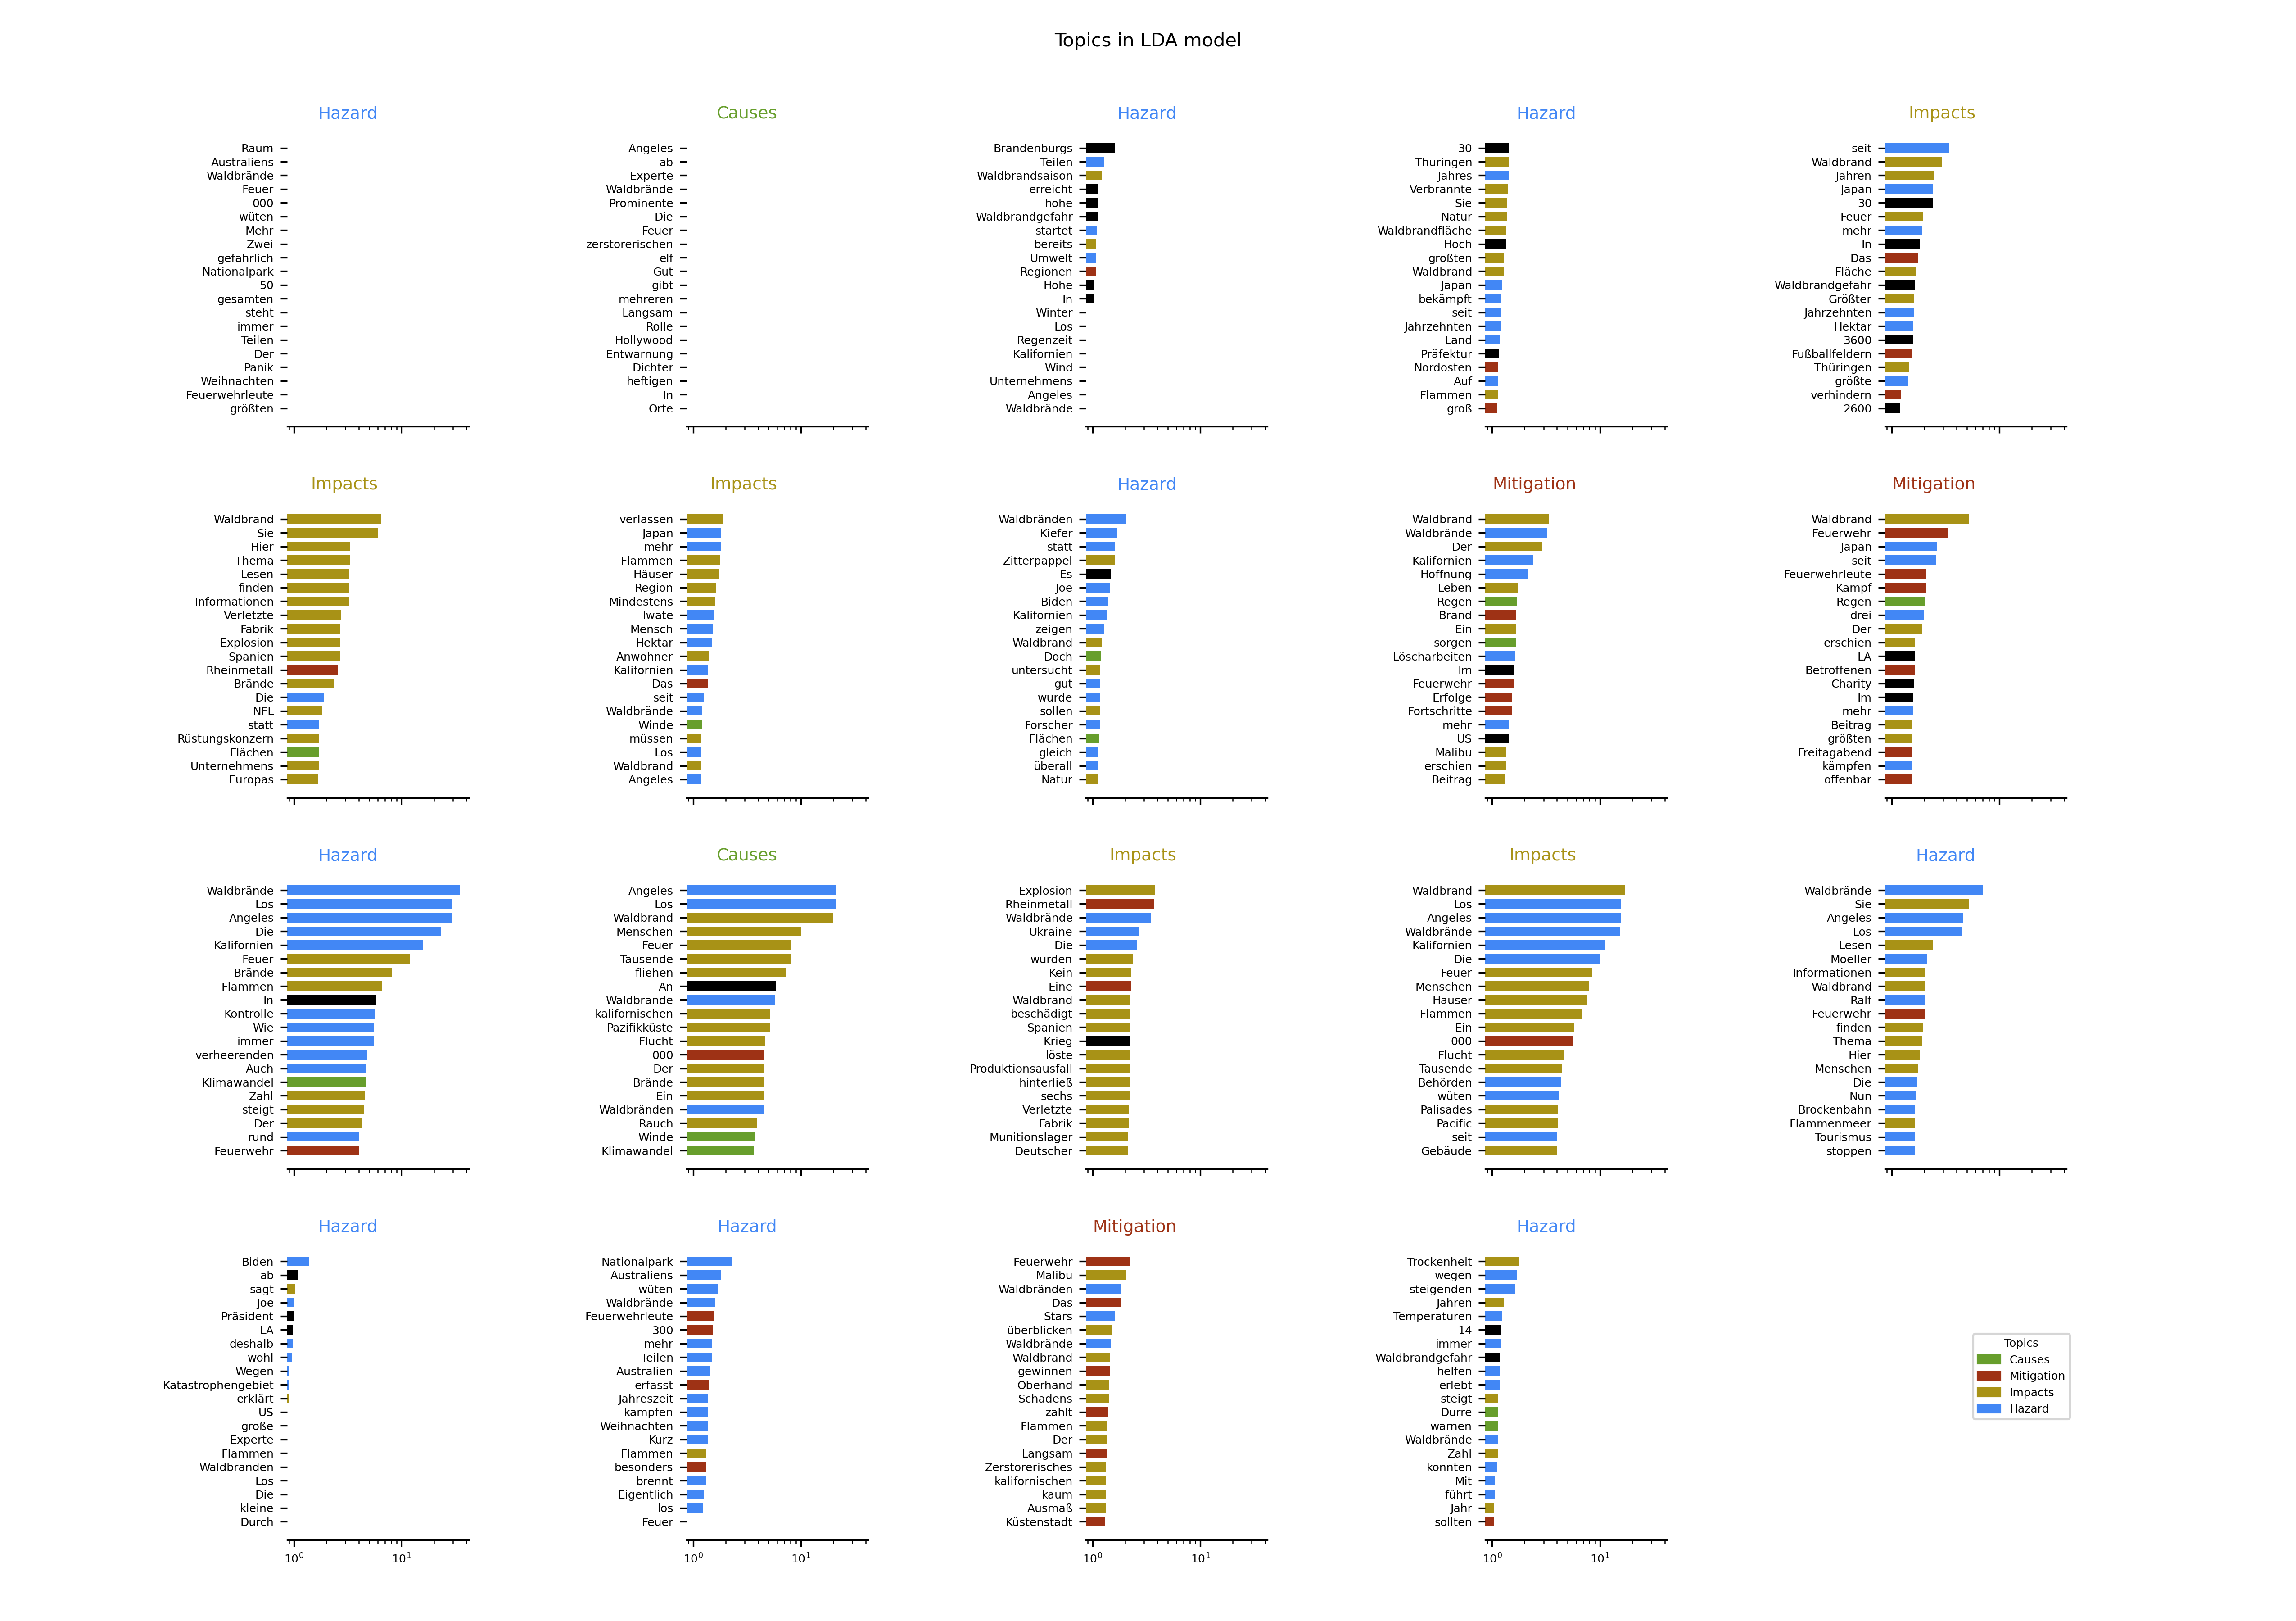 Topics in LDA model
Hazard
Raum
Australiens
Waldbrände
Feuer
000
wüten
Mehr
Zwei
gefährlich
Nationalpark
50
gesamten
steht
immer
Teilen
Der
Panik
Weihnachten
Feuerwehrleute
größten
Causes
Angeles
ab
Experte
Waldbrände
Prominente
Die
Feuer
zerstörerischen
elf
Gut
gibt
mehreren
Langsam
Rolle
Hollywood
Entwarnung
Dichter
heftigen
In
Orte
Hazard
Brandenburgs
Teilen
Waldbrandsaison
erreicht
hohe
Waldbrandgefahr
startet
bereits
Umwelt
Regionen
Hohe
In
Winter
Los
Regenzeit
Kalifornien
Wind
Unternehmens
Angeles
Waldbrände
Hazard
30
Thüringen
Jahres
Verbrannte
Sie
Natur
Waldbrandfläche
Hoch
größten
Waldbrand
Japan
bekämpft
seit
Jahrzehnten
Land
Präfektur
Nordosten
Auf
Flammen
groß
Impacts
seit
Waldbrand
Jahren
Japan
30
Feuer
mehr
In
Das
Fläche
Waldbrandgefahr
Größter
Jahrzehnten
Hektar
3600
Fußballfeldern
Thüringen
größte
verhindern
2600
Impacts
Waldbrand
Sie
Hier
Thema
Lesen
finden
Informationen
Verletzte
Fabrik
Explosion
Spanien
Rheinmetall
Brände
Die
NFL
statt
Rüstungskonzern
Flächen
Unternehmens
Europas
Impacts
verlassen
Japan
mehr
Flammen
Häuser
Region
Mindestens
Iwate
Mensch
Hektar
Anwohner
Kalifornien
Das
seit
Waldbrände
Winde
müssen
Los
Waldbrand
Angeles
Hazard
Waldbränden
Kiefer
statt
Zitterpappel
Es
Joe
Biden
Kalifornien
zeigen
Waldbrand
Doch
untersucht
gut
wurde
sollen
Forscher
Flächen
gleich
überall
Natur
Mitigation
Waldbrand
Waldbrände
Der
Kalifornien
Hoffnung
Leben
Regen
Brand
Ein
sorgen
Löscharbeiten
Im
Feuerwehr
Erfolge
Fortschritte
mehr
US
Malibu
erschien
Beitrag
Mitigation
Waldbrand
Feuerwehr
Japan
seit
Feuerwehrleute
Kampf
Regen
drei
Der
erschien
LA
Betroffenen
Charity
Im
mehr
Beitrag
größten
Freitagabend
kämpfen
offenbar
Hazard
Waldbrände
Los
Angeles
Die
Kalifornien
Feuer
Brände
Flammen
In
Kontrolle
Wie
immer
verheerenden
Auch
Klimawandel
Zahl
steigt
Der
rund
Feuerwehr
Causes
Angeles
Los
Waldbrand
Menschen
Feuer
Tausende
fliehen
An
Waldbrände
kalifornischen
Pazifikküste
Flucht
000
Der
Brände
Ein
Waldbränden
Rauch
Winde
Klimawandel
Impacts
Explosion
Rheinmetall
Waldbrände
Ukraine
Die
wurden
Kein
Eine
Waldbrand
beschädigt
Spanien
Krieg
löste
Produktionsausfall
hinterließ
sechs
Verletzte
Fabrik
Munitionslager
Deutscher
Impacts
Waldbrand
Los
Angeles
Waldbrände
Kalifornien
Die
Feuer
Menschen
Häuser
Flammen
Ein
000
Flucht
Tausende
Behörden
wüten
Palisades
Pacific
seit
Gebäude
Hazard
Waldbrände
Sie
Angeles
Los
Lesen
Moeller
Informationen
Waldbrand
Ralf
Feuerwehr
finden
Thema
Hier
Menschen
Die
Nun
Brockenbahn
Flammenmeer
Tourismus
stoppen
Hazard
Biden
ab
sagt
Joe
Präsident
LA
deshalb
wohl
Wegen
Katastrophengebiet
erklärt
US
große
Experte
Flammen
Waldbränden
Los
Die
kleine
Durch
10⁰ 10¹
Hazard
Nationalpark
Australiens
wüten
Waldbrände
Feuerwehrleute
300
mehr
Teilen
Australien
erfasst
Jahreszeit
kämpfen
Weihnachten
Kurz
Flammen
besonders
brennt
Eigentlich
los
Feuer
10⁰ 10¹
Mitigation
Feuerwehr
Malibu
Waldbränden
Das
Stars
überblicken
Waldbrände
Waldbrand
gewinnen
Oberhand
Schadens
zahlt
Flammen
Der
Langsam
Zerstörerisches
kalifornischen
kaum
Ausmaß
Küstenstadt
10⁰ 10¹
Hazard
Trockenheit
wegen
steigenden
Jahren
Temperaturen
14
immer
Waldbrandgefahr
helfen
erlebt
steigt
Dürre
warnen
Waldbrände
Zahl
könnten
Mit
führt
Jahr
sollten
10⁰ 10¹
Topics
Causes
Mitigation
Impacts
Hazard